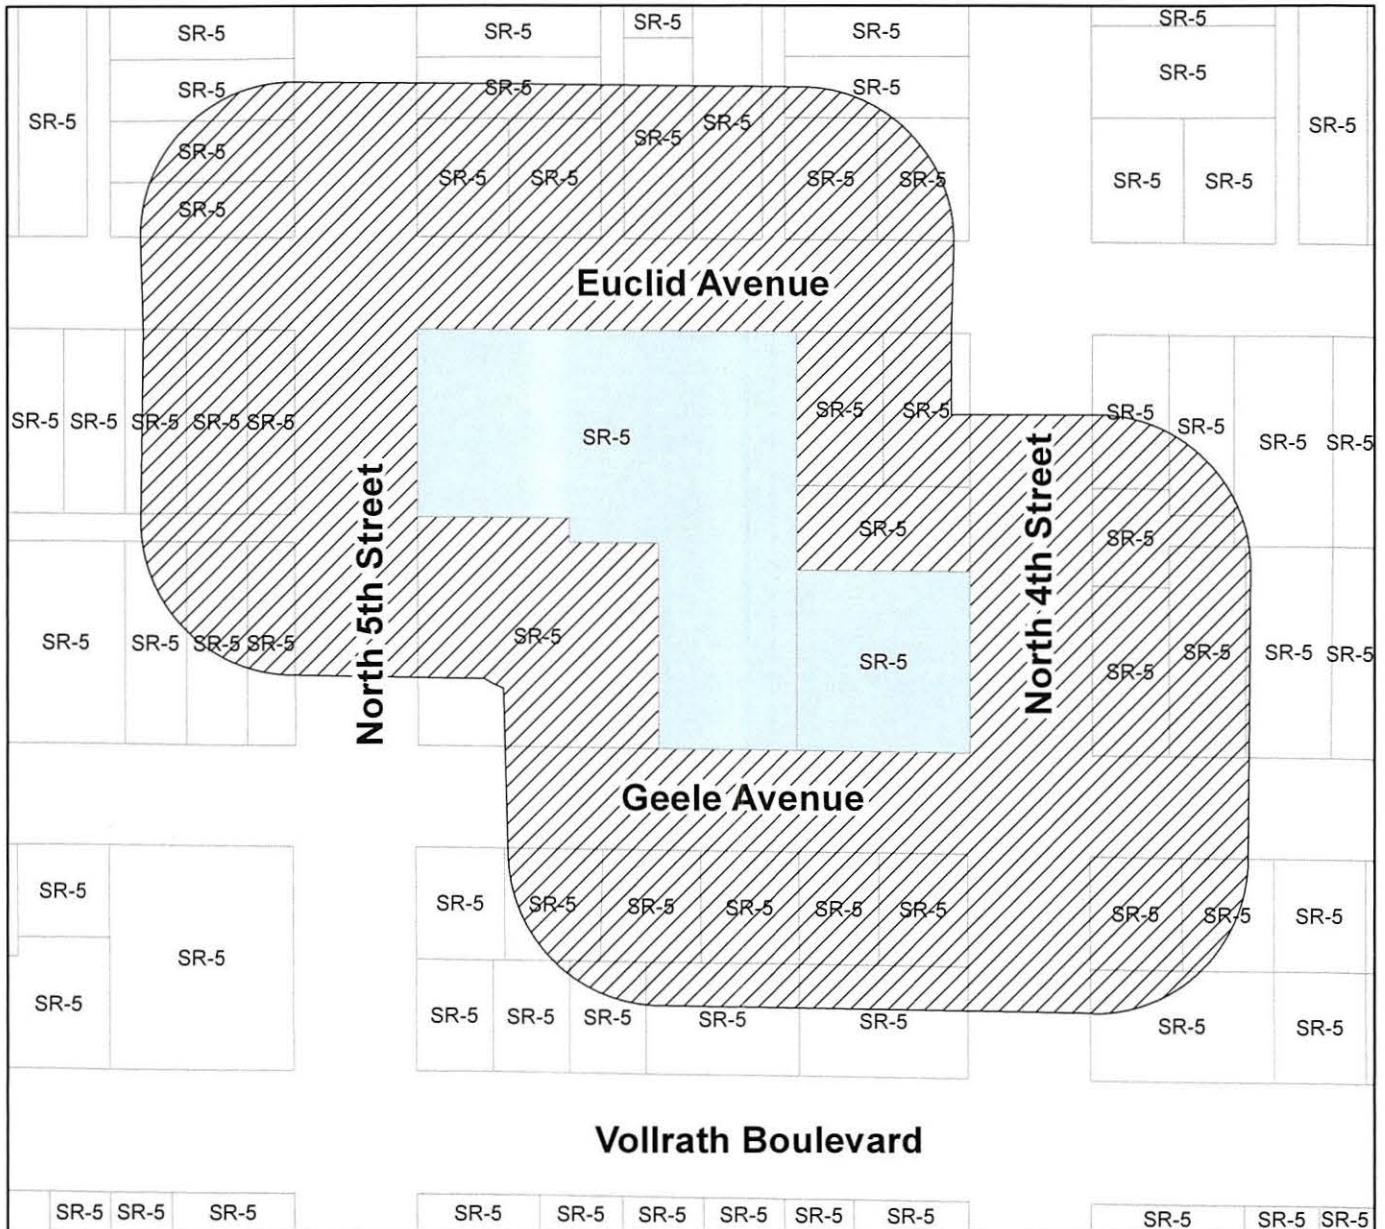 SR-5 SR-5 SR-5 SR-5 SR-5
SR-5
SR-5 SR-5 SR-5
SR-5 SR-5 SR-5
SR-5 SR-5
SR-5 SR-5 SR-5 SR-5 SR-5 SR-5 SR-5
SR-5
Euclid Avenue
SR-5 SR-5 SR-5
SR-5 SR-5 SR-5 SR-5 SR-5 SR-5 SR-5 SR-5 SR-5
North 5th Street
North 4th Street
SR-5 SR-5
SR-5 SR-5 SR-5 SR-5 SR-5 SR-5 SR-5 SR-5 SR-5
SR-5
Geele Avenue
SR-5 SR-5 SR-5 SR-5 SR-5 SR-5 SR-5 SR-5 SR-5 SR-5
SR-5
SR-5 SR-5 SR-5 SR-5 SR-5 SR-5 SR-5 SR-5
Vollrath Boulevard
SR-5 SR-5 SR-5 SR-5 SR-5 SR-5 SR-5 SR-5 SR-5 SR-5 SR-5 SR-5